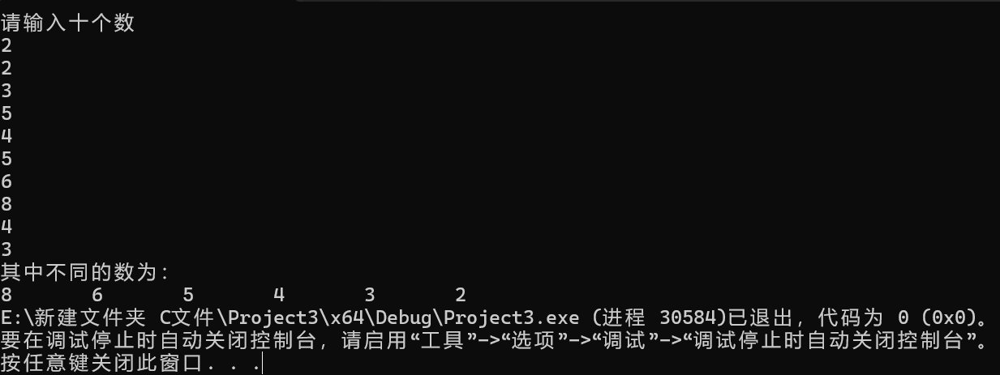 请输入十个数
2
2
3
5
4
5
6
8
4
3
其中不同的数为:
8       6       5       4       3       2
E:\新建文件夹 C文件\Project3\x64\Debug\Project3.exe (进程 30584)已退出，代码为 0 (0x0)。
要在调试停止时自动关闭控制台，请启用“工具”->“选项”->“调试”->“调试停止时自动关闭控制台”。
按任意键关闭此窗口. . .